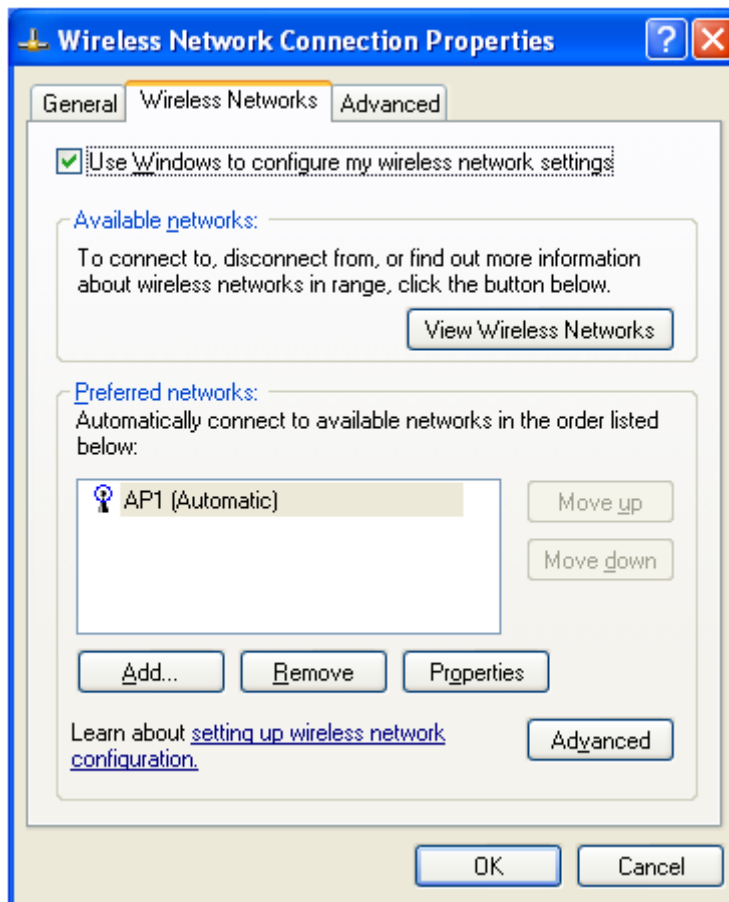 Wireless Network Connection Properties
General
Wireless Networks
Advanced
Use Windows to configure my wireless network settings
Available networks:
To connect to, disconnect from, or find out more information
about wireless networks in range, click the button below.
View Wireless Networks
Preferred networks:
Automatically connect to available networks in the order listed
below:
AP1 (Automatic)
Move up
Move down
Add...
Remove
Properties
Learn about setting up wireless network
configuration.
Advanced
OK
Cancel